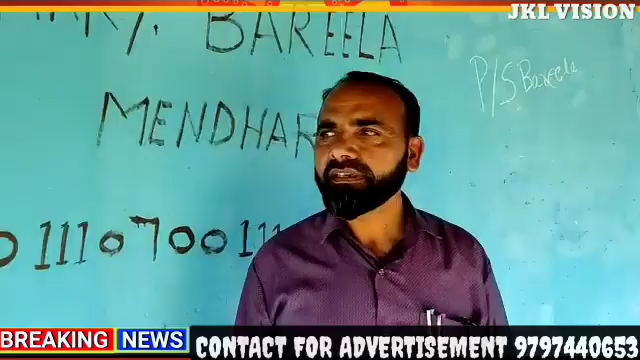 JKL VISION
BAREELA
P/S Bareela
MENDHAR
BREAKING NEWS
CONTACT FOR ADVERTISEMENT 9797440653